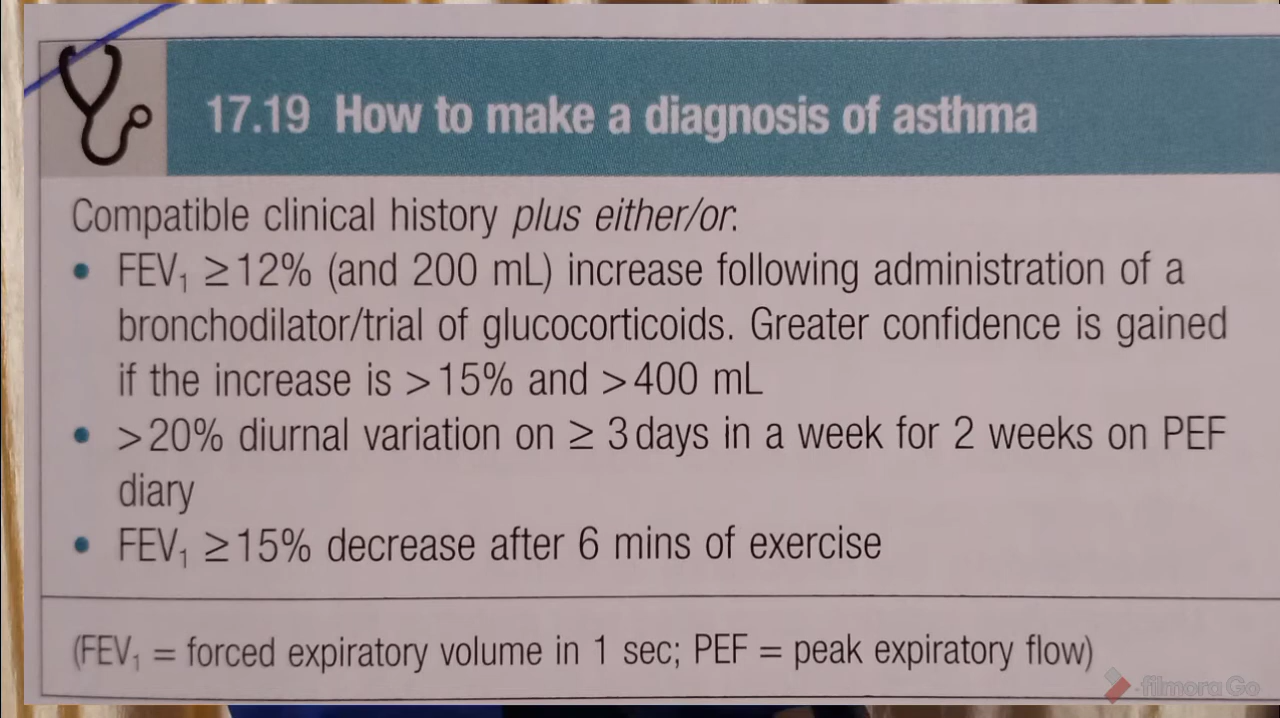 17.19 How to make a diagnosis of asthma
Compatible clinical history plus either/or:
• FEV₁ ≥12% (and 200 mL) increase following administration of a
bronchodilator/trial of glucocorticoids. Greater confidence is gained
if the increase is >15% and >400 mL
• >20% diurnal variation on ≥ 3 days in a week for 2 weeks on PEF
diary
• FEV₁ ≥15% decrease after 6 mins of exercise
(FEV₁ = forced expiratory volume in 1 sec; PEF = peak expiratory flow)
filmora Go